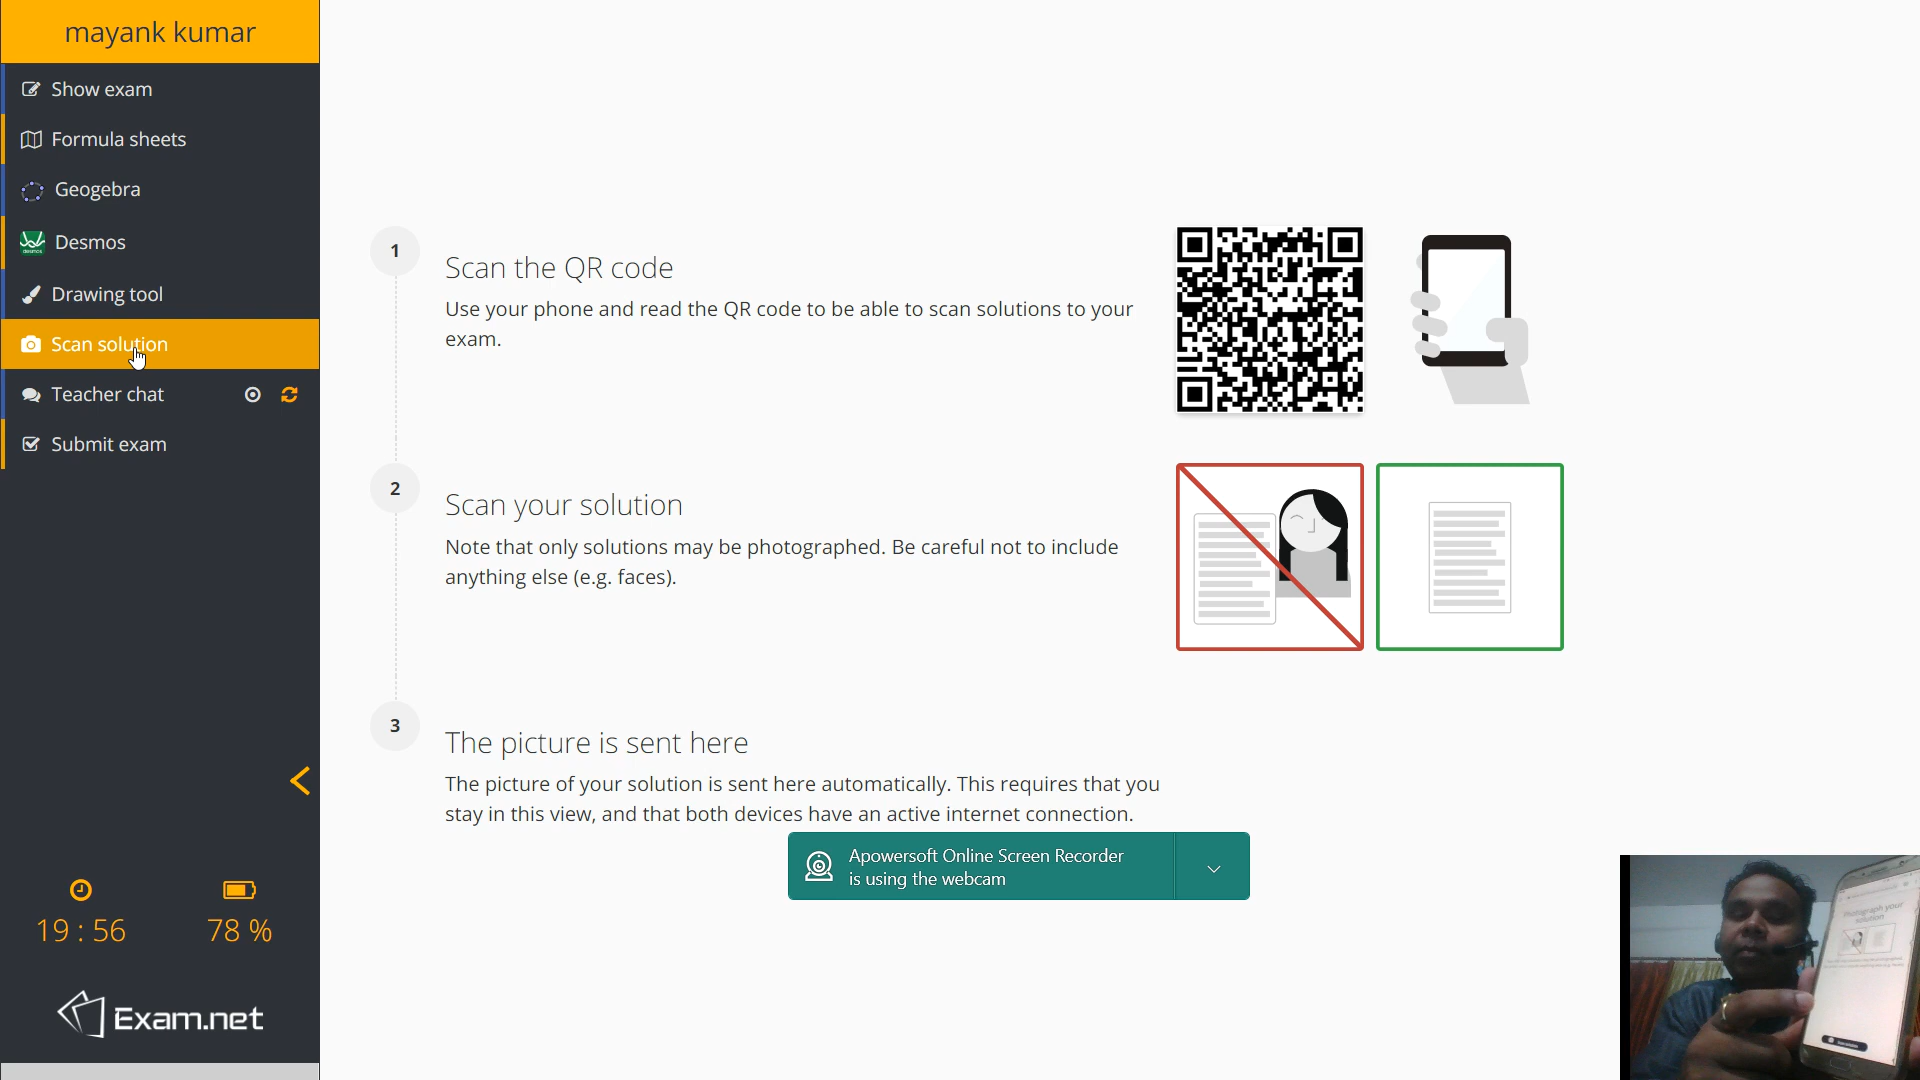 mayank kumar
Show exam
Formula sheets
Geogebra
Desmos
Drawing tool
Scan solution
Teacher chat
Submit exam
19 : 56
78 %
Exam.net
1
Scan the QR code
Use your phone and read the QR code to be able to scan solutions to your
exam.
2
Scan your solution
Note that only solutions may be photographed. Be careful not to include
anything else (e.g. faces).
3
The picture is sent here
The picture of your solution is sent here automatically. This requires that you
stay in this view, and that both devices have an active internet connection.
Apowersoft Online Screen Recorder
is using the webcam
Photograph your
solution